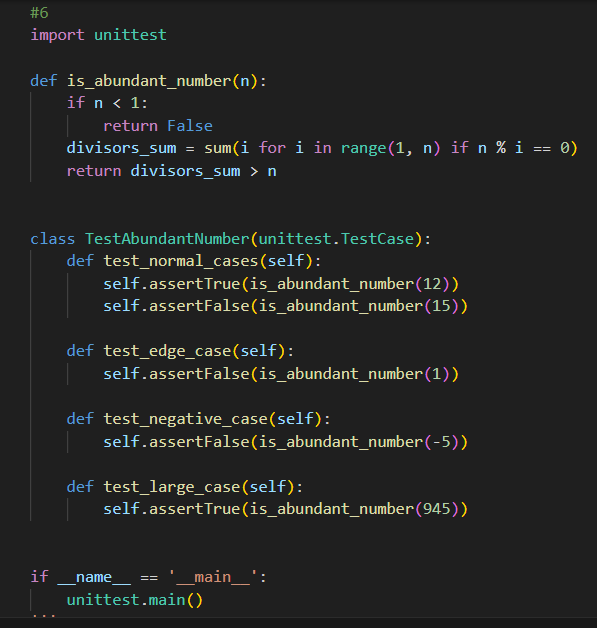 #6
import unittest

def is_abundant_number(n):
    if n < 1:
        return False
    divisors_sum = sum(i for i in range(1, n) if n % i == 0)
    return divisors_sum > n


class TestAbundantNumber(unittest.TestCase):
    def test_normal_cases(self):
        self.assertTrue(is_abundant_number(12))
        self.assertFalse(is_abundant_number(15))

    def test_edge_case(self):
        self.assertFalse(is_abundant_number(1))

    def test_negative_case(self):
        self.assertFalse(is_abundant_number(-5))

    def test_large_case(self):
        self.assertTrue(is_abundant_number(945))


if __name__ == '__main__':
    unittest.main()
'''